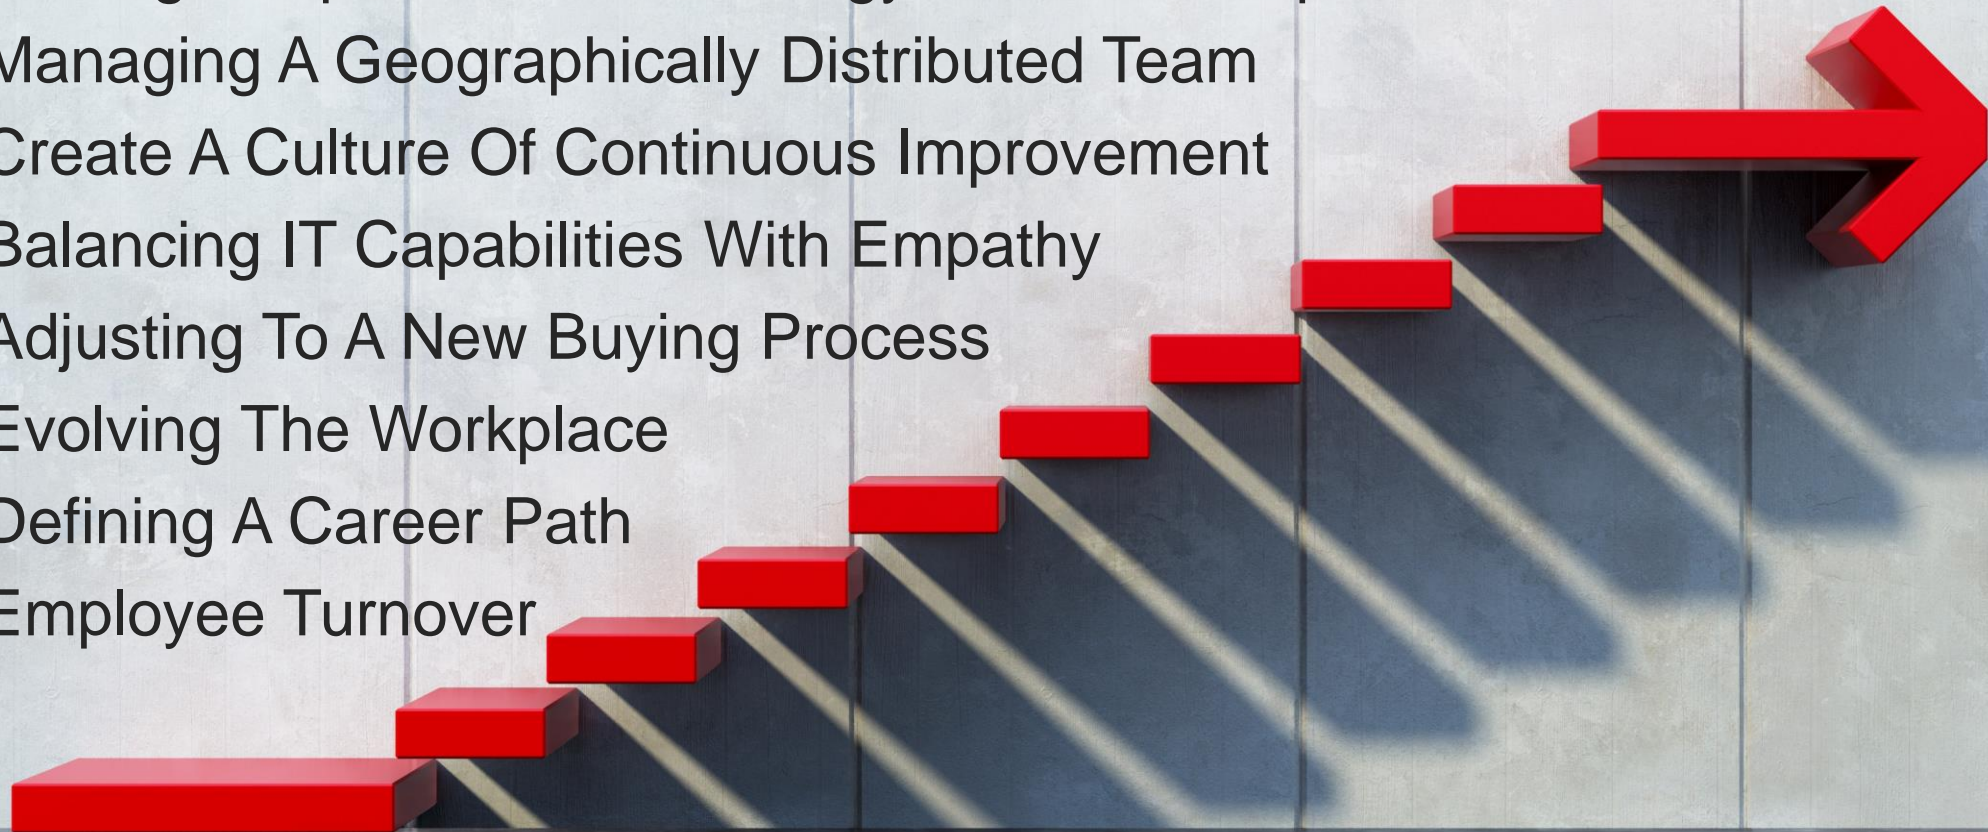 Managing A Geographically Distributed Team
Create A Culture Of Continuous Improvement
Balancing IT Capabilities With Empathy
Adjusting To A New Buying Process
Evolving The Workplace
Defining A Career Path
Employee Turnover